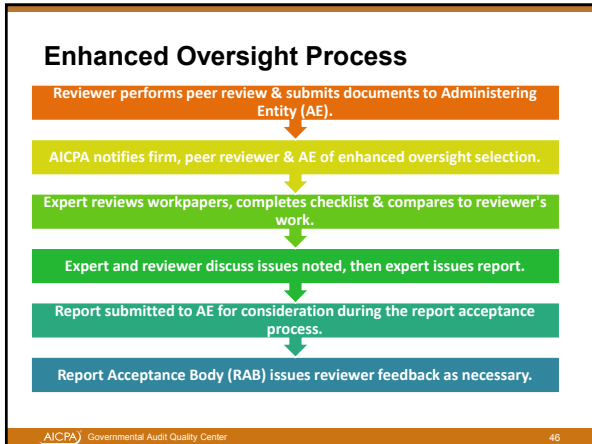 Enhanced Oversight Process
Reviewer performs peer review & submits documents to Administering
Entity (AE).
AICPA notifies firm, peer reviewer & AE of enhanced oversight selection.
Expert reviews workpapers, completes checklist & compares to reviewer's
work.
Expert and reviewer discuss issues noted, then expert issues report.
Report submitted to AE for consideration during the report acceptance
process.
Report Acceptance Body (RAB) issues reviewer feedback as necessary.
AICPA Governmental Audit Quality Center 46